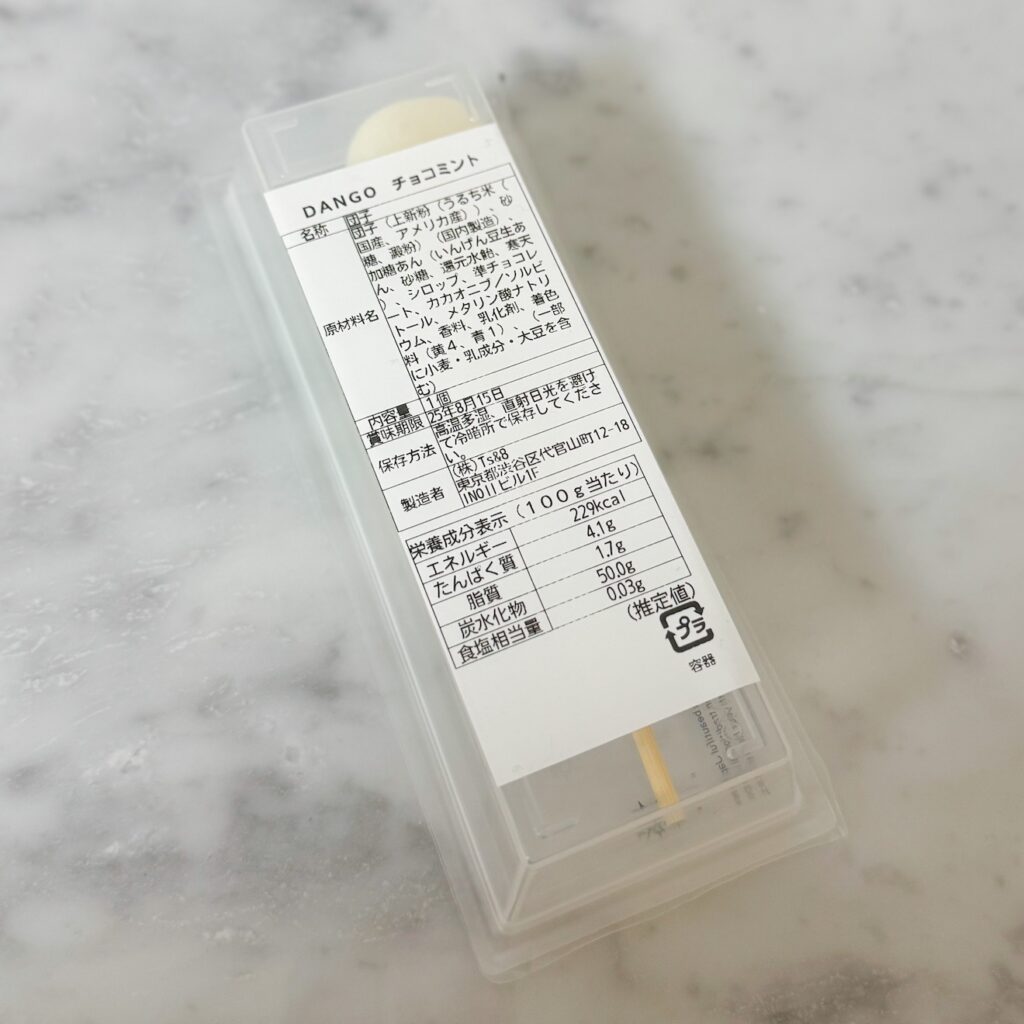 DANGO チョコミント
名称 団子
原材料名 団子(上新粉(うるち米(
国産、アメリカ産))、砂
糖、澱粉)(国内製造)、
加糖あん(いんげん豆生あ
ん、砂糖、還元水飴、寒天
)、シロップ、準チョコレ
ート、カカオニブ/ソルビ
トール、メタリン酸ナトリ
ウム、香料、乳化剤、着色
料(黄4、青1)、(一部
に小麦・乳成分・大豆を含
む)
内容量 1個
賞味期限 25年8月15日
保存方法 高温多湿、直射日光を避け
て冷暗所で保存してくださ
い。
製造者 (株)Ts&B
東京都渋谷区代官山町12-18
INOIIビル1F
栄養成分表示(100g当たり)
エネルギー 229kcal
たんぱく質 4.1g
脂質 1.7g
炭水化物 50.0g
食塩相当量 0.03g
(推定値)
プラ
容器